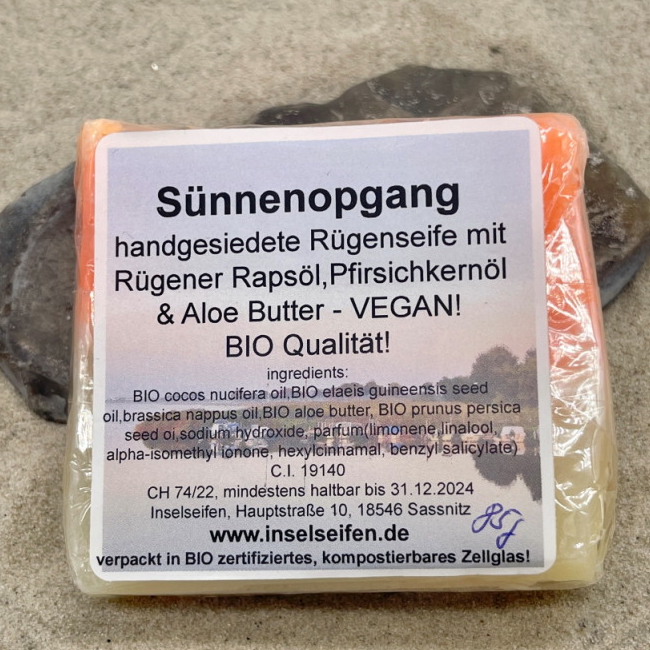 Sünnenopgang
handgesiedete Rügenseife mit
Rügener Rapsöl,Pfirsichkernöl
& Aloe Butter - VEGAN!
BIO Qualität!
ingredients:
BIO cocos nucifera oil,BIO elaeis guineensis seed
oil,brassica nappus oil,BIO aloe butter, BIO prunus persica
seed oi,sodium hydroxide, parfum(limonene,linalool,
alpha-isomethyl ionone, hexylcinnamal, benzyl salicylate)
C.I. 19140
CH 74/22, mindestens haltbar bis 31.12.2024
Inselseifen, Hauptstraße 10, 18546 Sassnitz
85g
www.inselseifen.de
verpackt in BIO zertifiziertes, kompostierbares Zellglas!